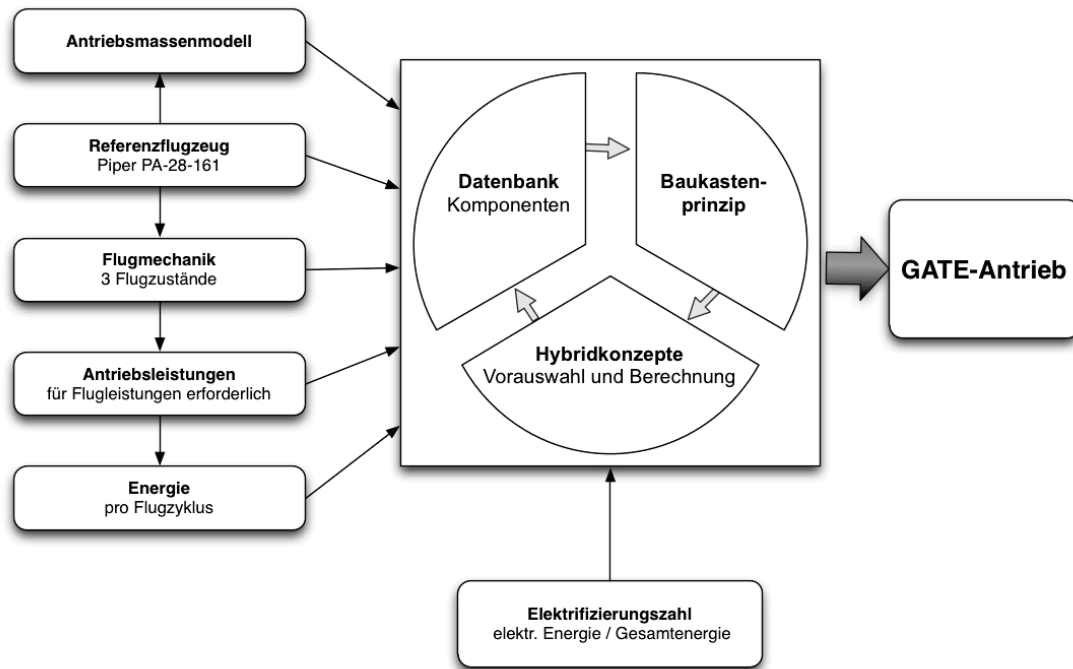 Antriebsmassenmodell
Referenzflugzeug
Piper PA-28-161
Flugmechanik
3 Flugzustände
Antriebsleistungen
für Flugleistungen erforderlich
Energie
pro Flugzyklus
Datenbank
Komponenten
Baukasten-
prinzip
Hybridkonzepte
Vorauswahl und Berechnung
GATE-Antrieb
Elektrifizierungszahl
elektr. Energie / Gesamtenergie